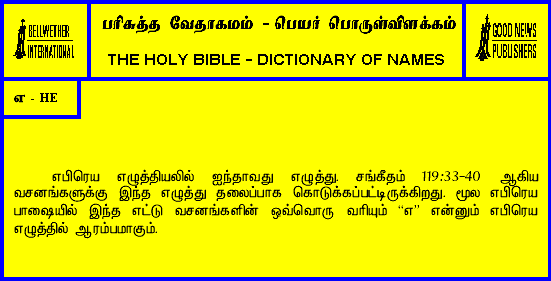 BELLWETHER
INTERNATIONAL
பரிசுத்த வேதாகமம் - பெயர் பொருள்விளக்கம்
THE HOLY BIBLE - DICTIONARY OF NAMES
GOOD NEWS
PUBLISHERS
எ - HE
எபிரெய எழுத்தியலில் ஐந்தாவது எழுத்து. சங்கீதம் 119:33-40 ஆகிய
வசனங்களுக்கு இந்த எழுத்து தலைப்பாக கொடுக்கப்பட்டிருக்கிறது. மூல எபிரெய
பாஷையில் இந்த எட்டு வசனங்களின் ஒவ்வொரு வரியும் “எ” என்னும் எபிரெய
எழுத்தில் ஆரம்பமாகும்.